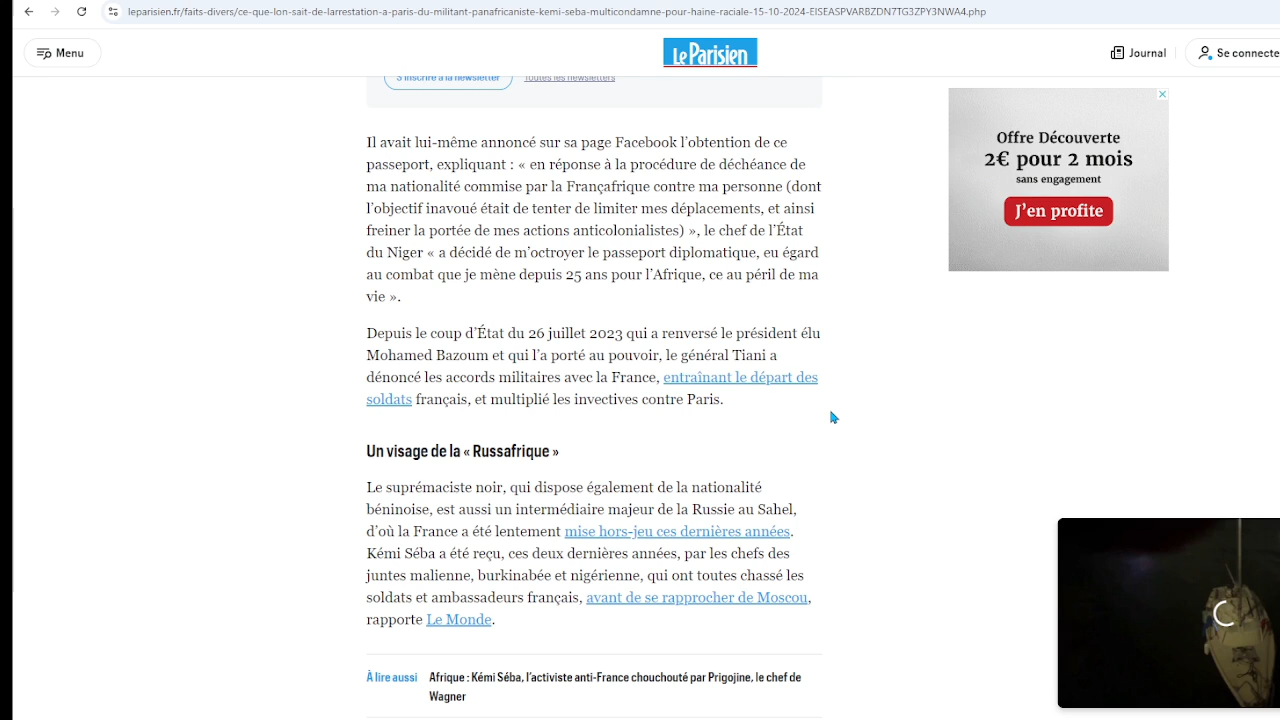 leparisien.fr/faits-divers/ce-que-lon-sait-de-larrestation-a-paris-du-militant-panafricaniste-kemi-seba-multicondamne-pour-haine-raciale-15-10-2024-EISEASPVARBZDN7TG3ZPY3NWA4.php
Menu
Le Parisien
Journal
Se connecte
S'inscrire à la newsletter
Toutes les newsletters
Il avait lui-même annoncé sur sa page Facebook l’obtention de ce
passeport, expliquant : « en réponse à la procédure de déchéance de
ma nationalité commise par la Françafrique contre ma personne (dont
l’objectif inavoué était de tenter de limiter mes déplacements, et ainsi
freiner la portée de mes actions anticolonialistes) », le chef de l’État
du Niger « a décidé de m’octroyer le passeport diplomatique, eu égard
au combat que je mène depuis 25 ans pour l’Afrique, ce au péril de ma
vie ».
Depuis le coup d’État du 26 juillet 2023 qui a renversé le président élu
Mohamed Bazoum et qui l’a porté au pouvoir, le général Tiani a
dénoncé les accords militaires avec la France, entraînant le départ des
soldats français, et multiplié les invectives contre Paris.
Un visage de la « Russafrique »
Le suprémaciste noir, qui dispose également de la nationalité
béninoise, est aussi un intermédiaire majeur de la Russie au Sahel,
d’où la France a été lentement mise hors-jeu ces dernières années.
Kémi Séba a été reçu, ces deux dernières années, par les chefs des
juntes malienne, burkinabée et nigérienne, qui ont toutes chassé les
soldats et ambassadeurs français, avant de se rapprocher de Moscou,
rapporte Le Monde.
À lire aussi Afrique : Kémi Séba, l’activiste anti-France chouchouté par Prigojine, le chef de
Wagner
Offre Découverte
2€ pour 2 mois
sans engagement
J’en profite